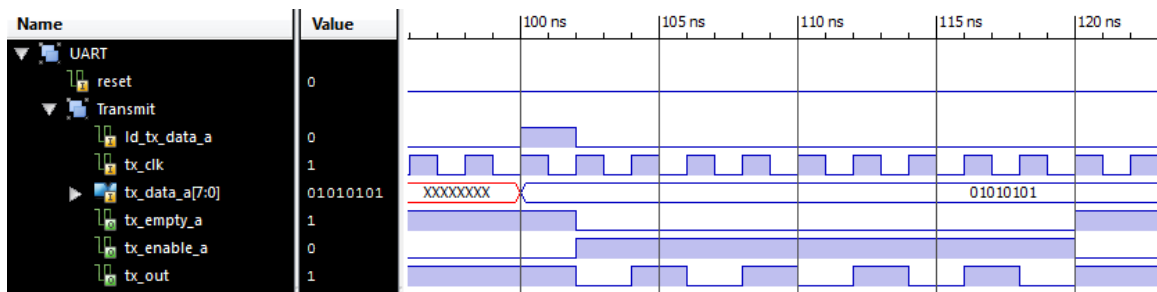 Name Value 100 ns 105 ns 110 ns 115 ns 120 ns
UART
reset 0
Transmit
ld_tx_data_a 0
tx_clk 1
tx_data_a[7:0] 01010101 XXXXXXXX 01010101
tx_empty_a 1
tx_enable_a 0
tx_out 1